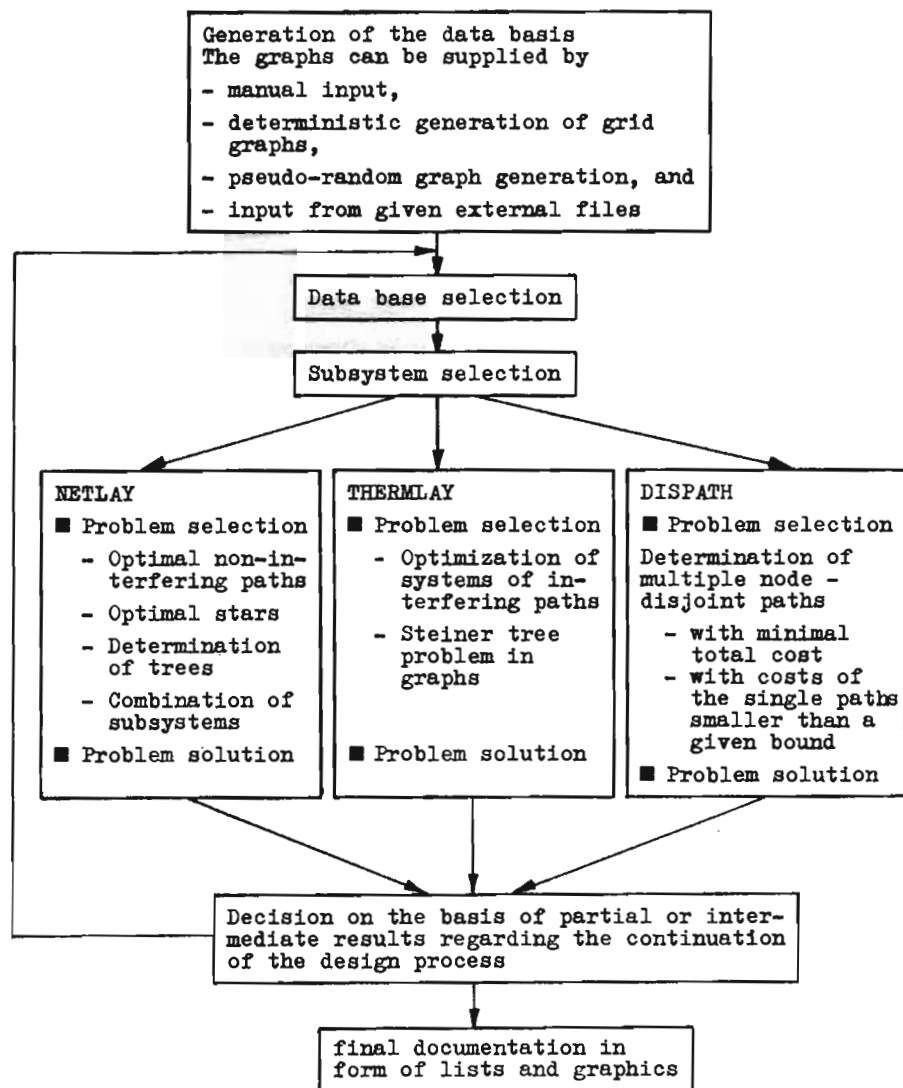 Generation of the data basis
The graphs can be supplied by
- manual input,
- deterministic generation of grid
graphs,
- pseudo-random graph generation, and
- input from given external files
Data base selection
Subsystem selection
NETLAY
■ Problem selection
- Optimal non-in-
terfering paths
- Optimal stars
- Determination
of trees
- Combination of
subsystems
■ Problem solution
THERMLAY
■ Problem selection
- Optimization of
systems of in-
terfering paths
- Steiner tree
problem in
graphs
■ Problem solution
DISPATH
■ Problem selection
Determination of
multiple node -
disjoint paths
- with minimal
total cost
- with costs of
the single paths
smaller than a
given bound
■ Problem solution
Decision on the basis of partial or inter-
mediate results regarding the continuation
of the design process
final documentation in
form of lists and graphics